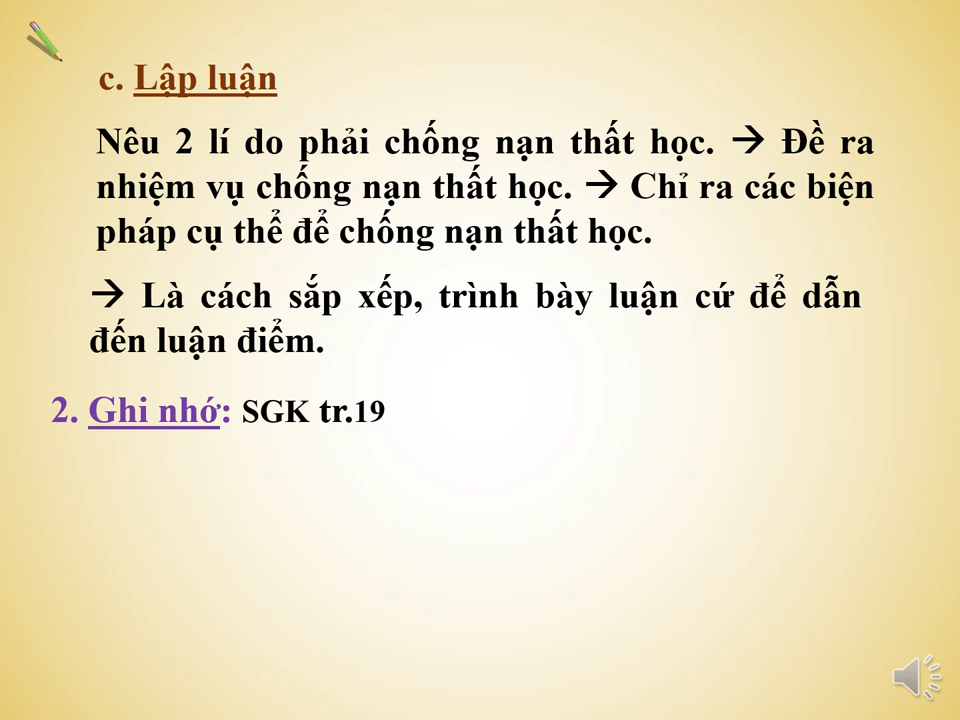 c. Lập luận
Nêu 2 lí do phải chống nạn thất học. → Đề ra
nhiệm vụ chống nạn thất học. → Chỉ ra các biện
pháp cụ thể để chống nạn thất học.
→ Là cách sắp xếp, trình bày luận cứ để dẫn
đến luận điểm.
2. Ghi nhớ: SGK tr.19